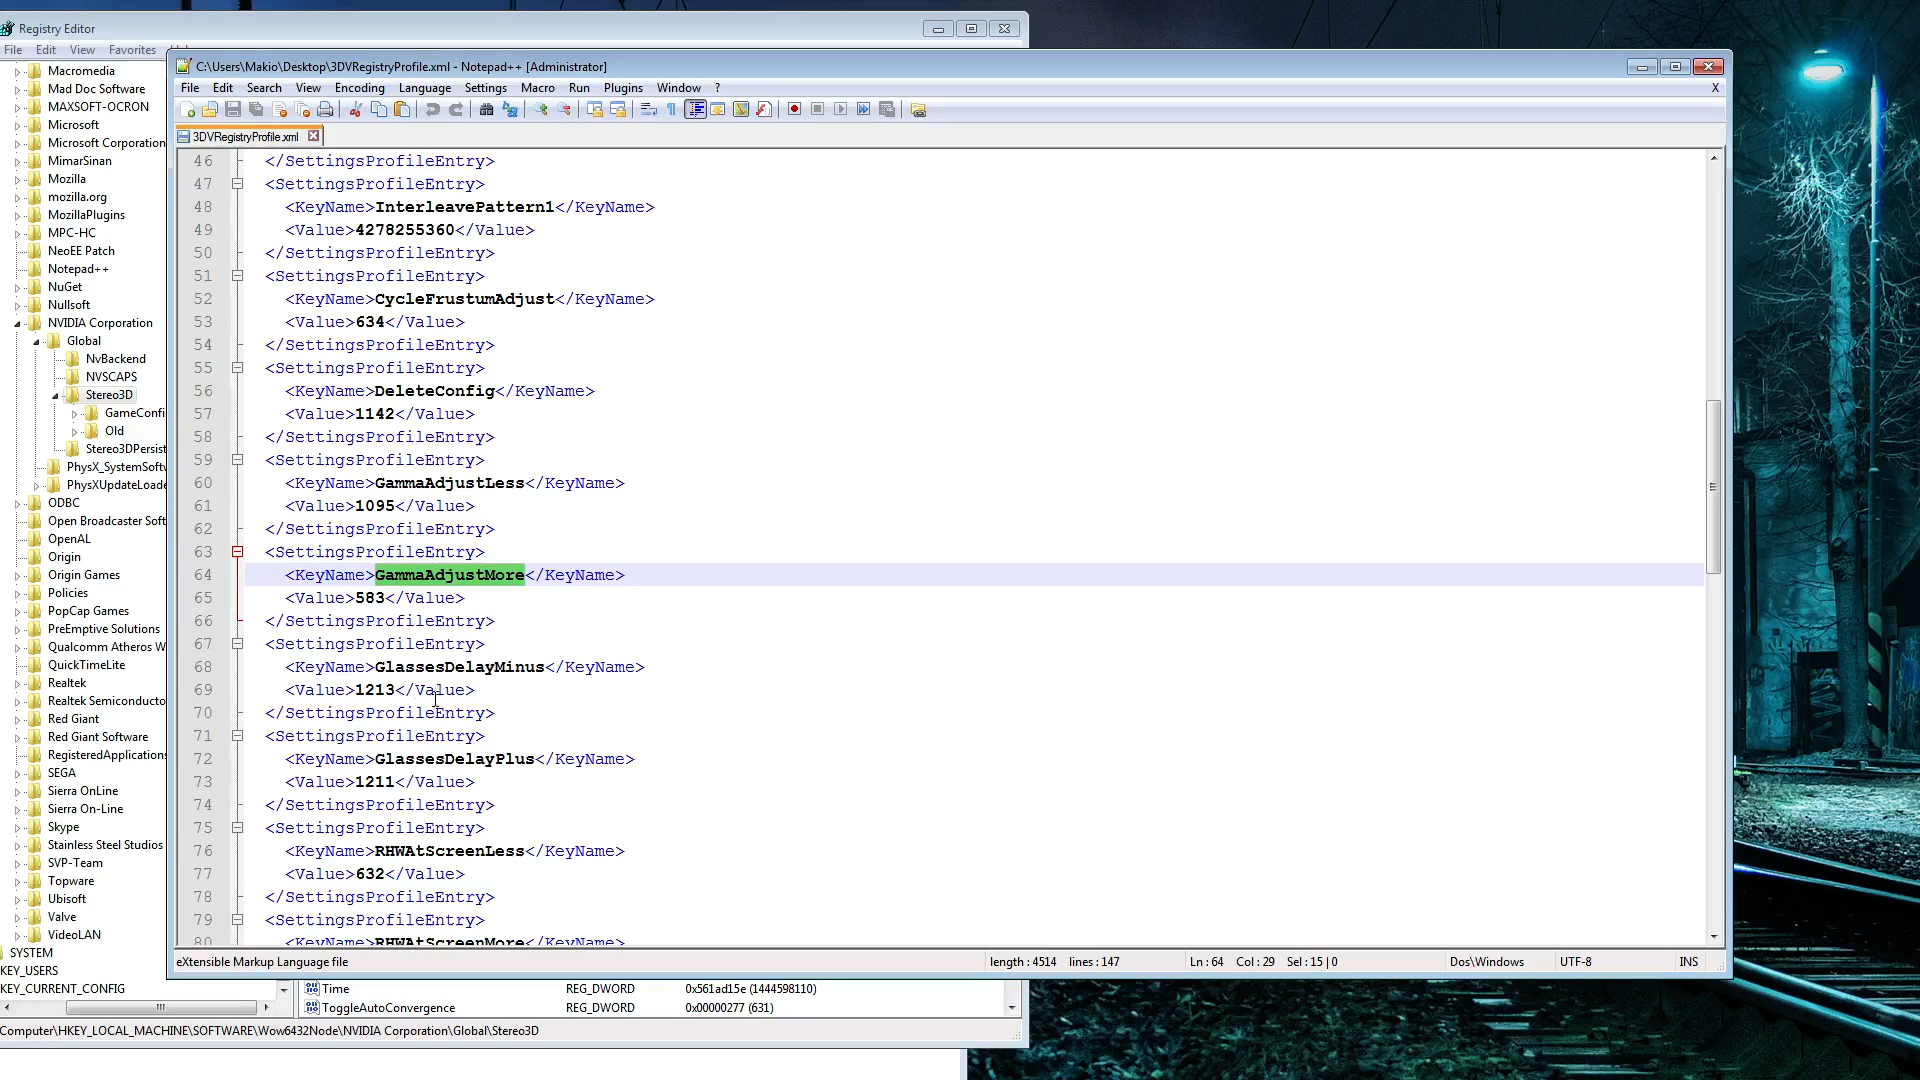 Registry Editor
File Edit View Favorites
Macromedia
Mad Doc Software
MAXSOFT-OCRON
Microsoft
Microsoft Corporation
MimarSinan
Mozilla
mozilla.org
MozillaPlugins
MPC-HC
NeoEE Patch
Notepad++
NuGet
Nullsoft
NVIDIA Corporation
Global
NvBackend
NVSCAPS
Stereo3D
GameConfi
Old
Stereo3DPersist
PhysX_SystemSoftw
PhysXUpdateLoade
ODBC
Open Broadcaster Soft
OpenAL
Origin
Origin Games
Policies
PopCap Games
PreEmptive Solutions
Qualcomm Atheros W
QuickTimeLite
Realtek
Realtek Semiconducto
Red Giant
Red Giant Software
RegisteredApplications
SEGA
Sierra OnLine
Sierra On-Line
Skype
Stainless Steel Studios
SVP-Team
Topware
Ubisoft
Valve
VideoLAN
SYSTEM
KEY_USERS
KEY_CURRENT_CONFIG
C:\Users\Makio\Desktop\3DVRegistryProfile.xml - Notepad++ [Administrator]
File Edit Search View Encoding Language Settings Macro Run Plugins Window ? X
3DVRegistryProfile.xml
46 </SettingsProfileEntry>
47 <SettingsProfileEntry>
48 <KeyName>InterleavePattern1</KeyName>
49 <Value>4278255360</Value>
50 </SettingsProfileEntry>
51 <SettingsProfileEntry>
52 <KeyName>CycleFrustumAdjust</KeyName>
53 <Value>634</Value>
54 </SettingsProfileEntry>
55 <SettingsProfileEntry>
56 <KeyName>DeleteConfig</KeyName>
57 <Value>1142</Value>
58 </SettingsProfileEntry>
59 <SettingsProfileEntry>
60 <KeyName>GammaAdjustLess</KeyName>
61 <Value>1095</Value>
62 </SettingsProfileEntry>
63 <SettingsProfileEntry>
64 <KeyName>GammaAdjustMore</KeyName>
65 <Value>583</Value>
66 </SettingsProfileEntry>
67 <SettingsProfileEntry>
68 <KeyName>GlassesDelayMinus</KeyName>
69 <Value>1213</Value>
70 </SettingsProfileEntry>
71 <SettingsProfileEntry>
72 <KeyName>GlassesDelayPlus</KeyName>
73 <Value>1211</Value>
74 </SettingsProfileEntry>
75 <SettingsProfileEntry>
76 <KeyName>RHWAtScreenLess</KeyName>
77 <Value>632</Value>
78 </SettingsProfileEntry>
79 <SettingsProfileEntry>
80 <KeyName>RHWAtScreenMore</KeyName>
eXtensible Markup Language file length : 4514 lines : 147 Ln : 64 Col : 29 Sel : 15 | 0 Dos\Windows UTF-8 INS
Time REG_DWORD 0x561ad15e (1444598110)
ToggleAutoConvergence REG_DWORD 0x00000277 (631)
Computer\HKEY_LOCAL_MACHINE\SOFTWARE\Wow6432Node\NVIDIA Corporation\Global\Stereo3D